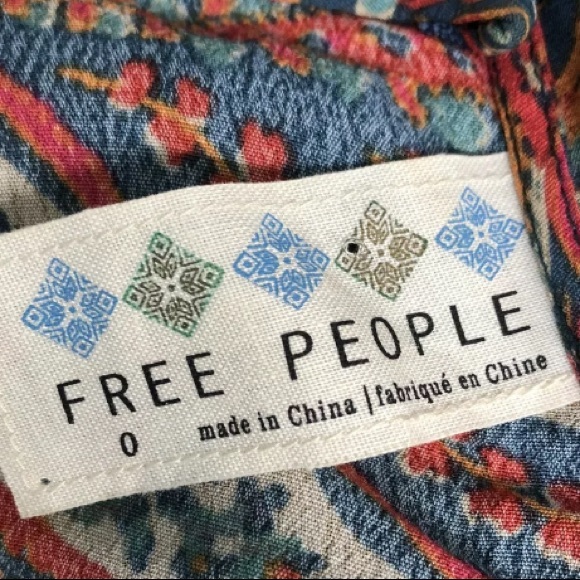 FREE PEOPLE
0 made in China | fabriqué en Chine